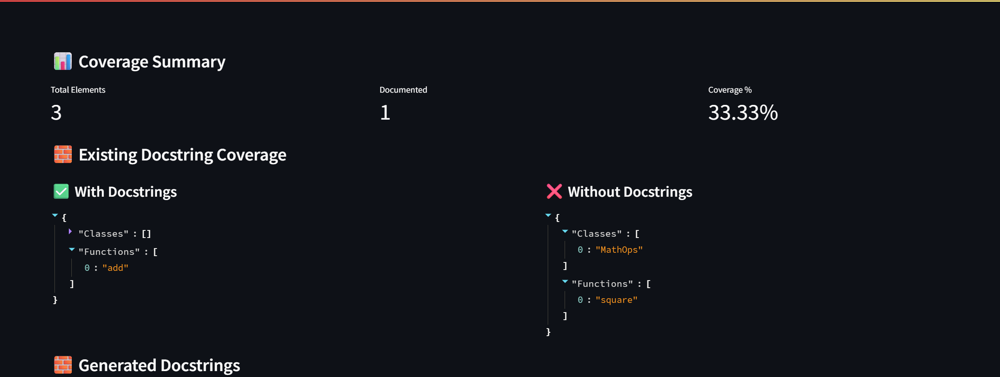 Coverage Summary
Total Elements
3
Documented
1
Coverage %
33.33%
Existing Docstring Coverage
With Docstrings
{
"Classes" : []
"Functions" : [
0 : "add"
]
}
Without Docstrings
{
"Classes" : [
0 : "MathOps"
]
"Functions" : [
0 : "square"
]
}
Generated Docstrings